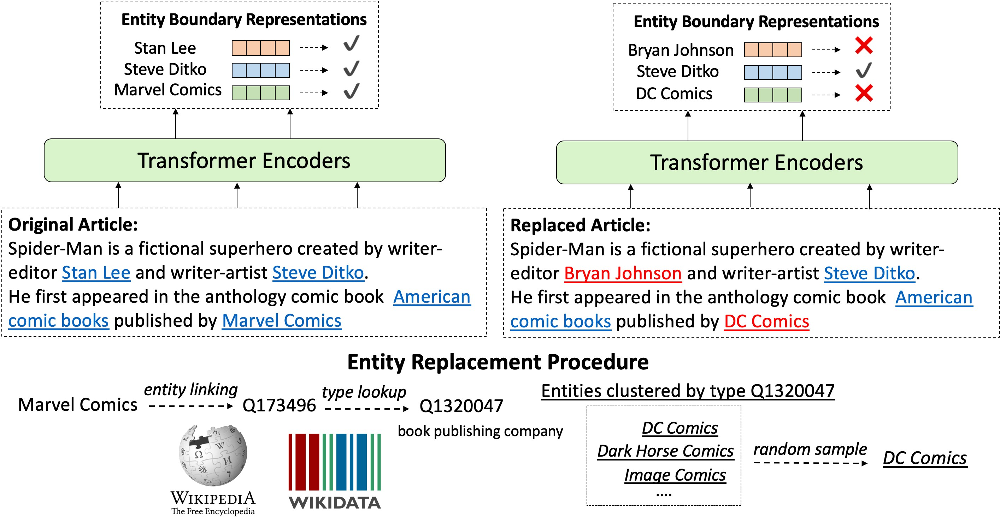 Entity Boundary Representations
Stan Lee
Steve Ditko
Marvel Comics
Transformer Encoders
Original Article:
Spider-Man is a fictional superhero created by writer-
editor Stan Lee and writer-artist Steve Ditko.
He first appeared in the anthology comic book American
comic books published by Marvel Comics
Entity Boundary Representations
Bryan Johnson
Steve Ditko
DC Comics
Transformer Encoders
Replaced Article:
Spider-Man is a fictional superhero created by writer-
editor Bryan Johnson and writer-artist Steve Ditko.
He first appeared in the anthology comic book American
comic books published by DC Comics
Entity Replacement Procedure
Marvel Comics
entity linking
Q173496
type lookup
Q1320047
book publishing company
WIKIPEDIA
The Free Encyclopedia
WIKIDATA
Entities clustered by type Q1320047
DC Comics
Dark Horse Comics
Image Comics
....
random sample
DC Comics